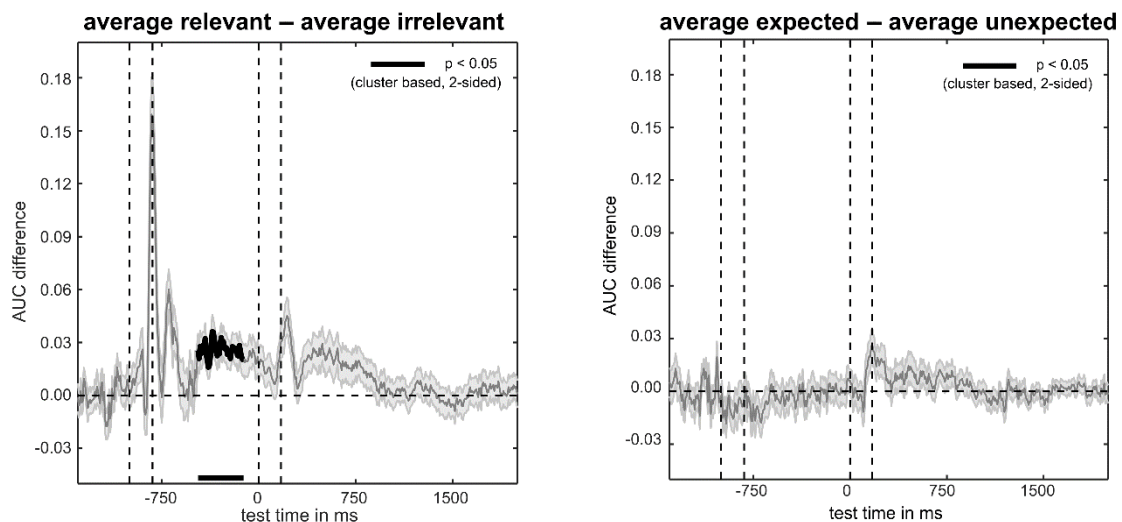 average relevant – average irrelevant
p < 0.05
(cluster based, 2-sided)
0.18
0.15
0.12
0.09
0.06
0.03
0.00
-0.03
AUC difference
-750
0
750
1500
test time in ms
average expected – average unexpected
p < 0.05
(cluster based, 2-sided)
0.18
0.15
0.12
0.09
0.06
0.03
0.00
-0.03
AUC difference
-750
0
750
1500
test time in ms